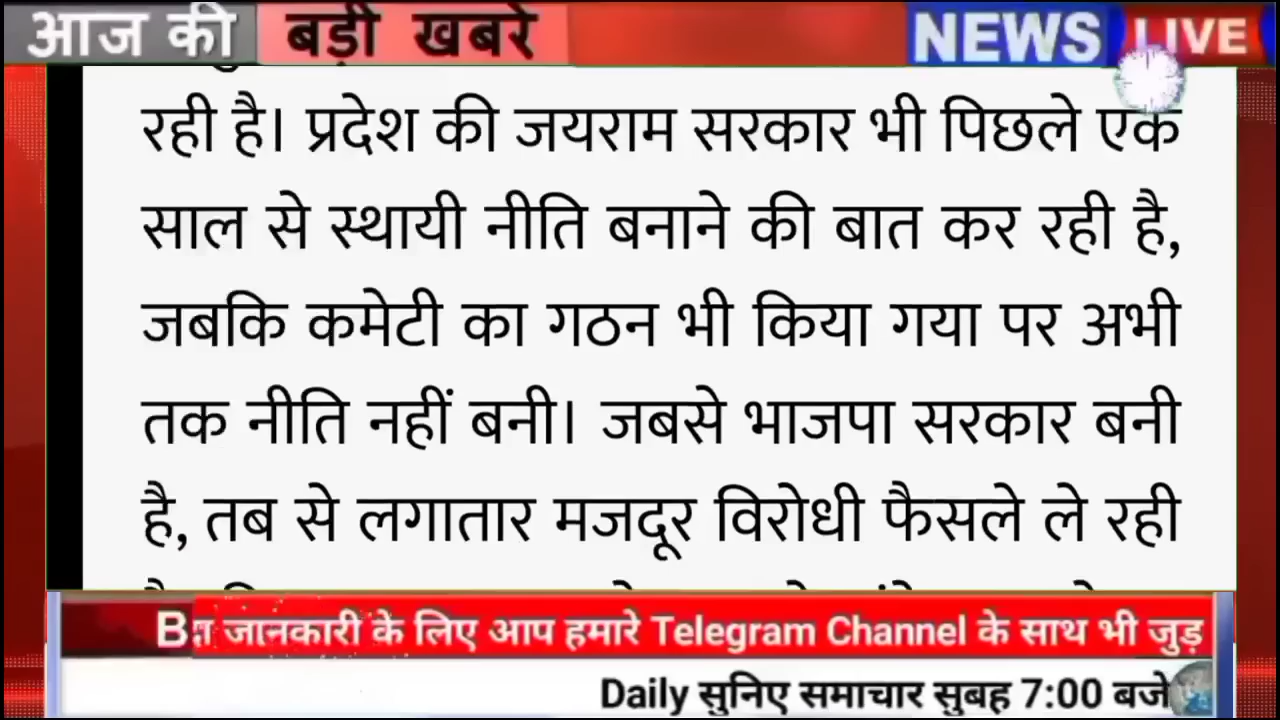 आज की बड़ी खबरे NEWS LIVE
रही है। प्रदेश की जयराम सरकार भी पिछले एक
साल से स्थायी नीति बनाने की बात कर रही है,
जबकि कमेटी का गठन भी किया गया पर अभी
तक नीति नहीं बनी। जबसे भाजपा सरकार बनी
है, तब से लगातार मजदूर विरोधी फैसले ले रही
जानकारी के लिए आप हमारे Telegram Channel के साथ भी जुड़
Daily सुनिए समाचार सुबह 7:00 बजे